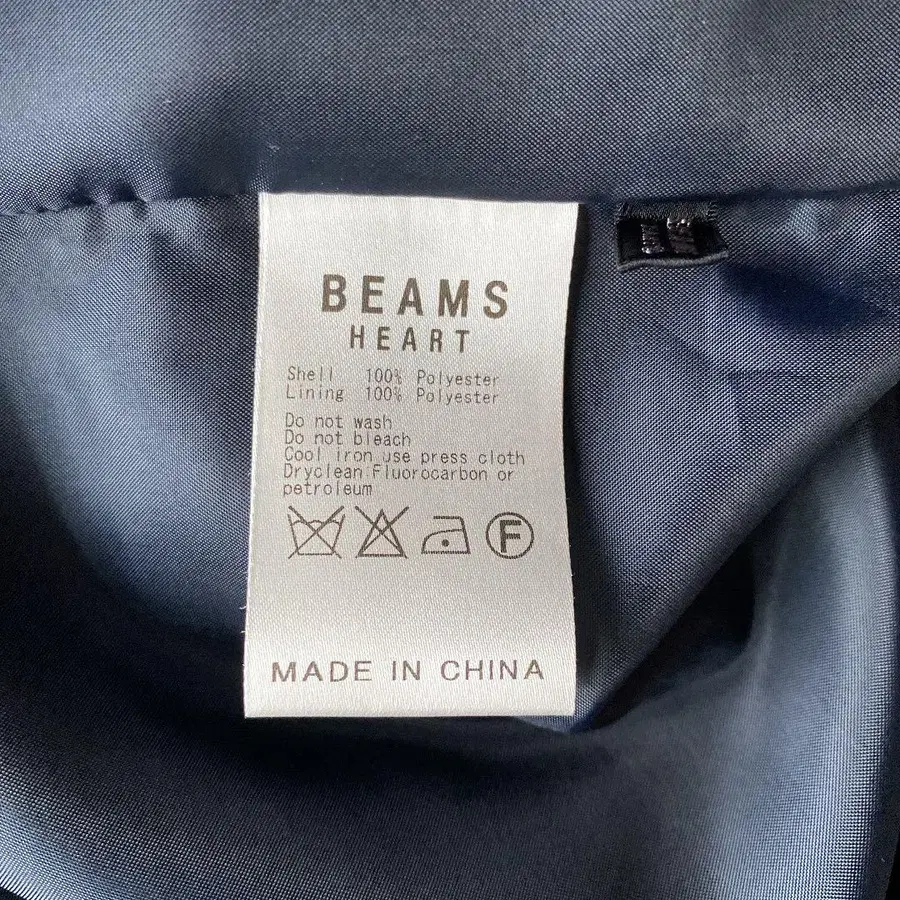 BEAMS
HEART
Shell 100% Polyester
Lining 100% Polyester
Do not wash
Do not bleach
Cool iron use press cloth
Dryclean Fluorocarbon or
petroleum
F
MADE IN CHINA